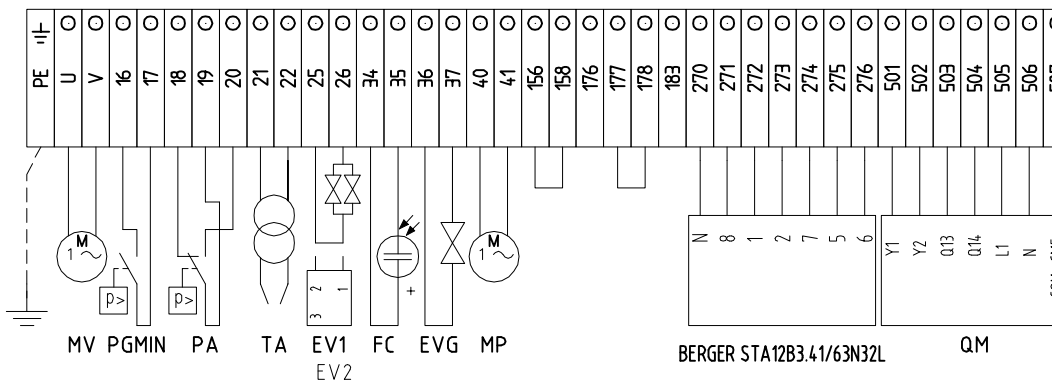 PE U V 16 17 18 19 20 21 22 25 26 34 35 36 37 40 41 156 158 176 177 178 183 270 271 272 273 274 275 276 501 502 503 504 505 506
N 8 1 2 7 5 6 Y1 Y2 Q13 Q14 L1 N
M 1 M 1
2 1
3
p> p> +
MV PGMIN PA TA EV1 FC EVG MP BERGER STA12B3.41/63N32L QM
EV2